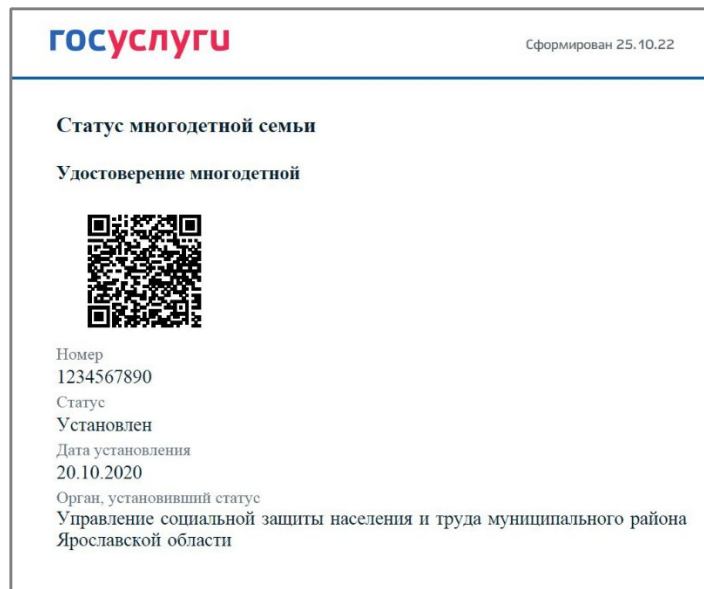 госуслуги
Сформирован 25.10.22
Статус многодетной семьи
Удостоверение многодетной
Номер
1234567890
Статус
Установлен
Дата установления
20.10.2020
Орган, установивший статус
Управление социальной защиты населения и труда муниципального района
Ярославской области